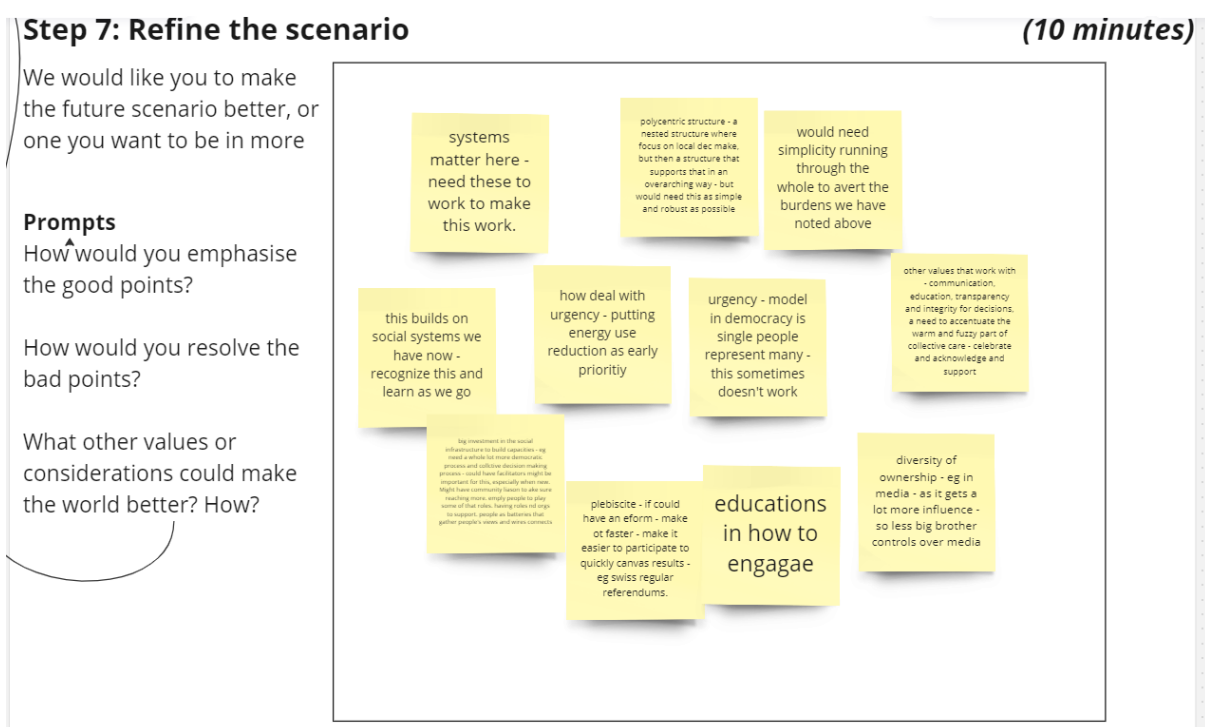 Step 7: Refine the scenario
(10 minutes)
We would like you to make
the future scenario better, or
one you want to be in more
Prompts
How would you emphasise
the good points?
How would you resolve the
bad points?
What other values or
considerations could make
the world better? How?
systems
matter here -
need these to
work to make
this work.
polycentric structure - a
nested structure where
focus on local dec make,
but then a structure that
supports that in an
overarching way - but
would need this as simple
and robust as possible
would need
simplicity running
through the
whole to avert the
burdens we have
noted above
this builds on
social systems we
have now -
recognize this and
learn as we go
how deal with
urgency - putting
energy use
reduction as early
prioritiy
urgency - model
in democracy is
single people
represent many -
this sometimes
doesn't work
other values that work with
- communication,
education, transparency
and integrity for decisions,
a need to accentuate the
warm and fuzzy part of
collective care - celebrate
and acknowledge and
support
big investment in the social
infrastructure to build capacities - eg
need a whole lot more democratic
process and colktive decision making
process - could have facilitators might be
important for this, especially when new.
Might have community liason to ake sure
reaching more. emply people to play
some of that roles. having roles nd orgs
to support. people as batteries that
gather people's views and wires connects
plebiscite - if could
have an eform - make
ot faster - make it
easier to participate to
quickly canvas results -
eg swiss regular
referendums.
educations
in how to
engagae
diversity of
ownership - eg in
media - as it gets a
lot more influence -
so less big brother
controls over media